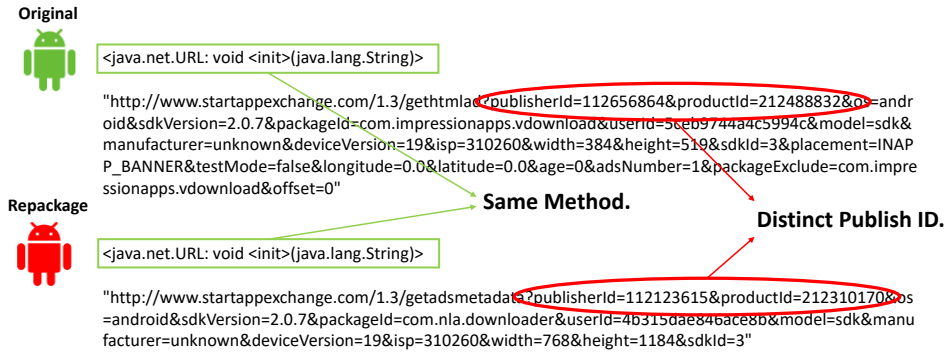 Original
<java.net.URL: void <init>(java.lang.String)>
"http://www.startappexchange.com/1.3/gethtmlad?publisherId=112656864&productId=212488832&os=andr
oid&sdkVersion=2.0.7&packageId=com.impressionapps.vdownload&userId=5beb9744a4c5994c&model=sdk&
manufacturer=unknown&deviceVersion=19&isp=310260&width=384&height=519&sdkId=3&placement=INAP
P_BANNER&testMode=false&longitude=0.0&latitude=0.0&age=0&adsNumber=1&packageExclude=com.impre
ssionapps.vdownload&offset=0"
Same Method.
Repackage
Distinct Publish ID.
<java.net.URL: void <init>(java.lang.String)>
"http://www.startappexchange.com/1.3/getadsmetadata?publisherId=112123615&productId=212310170&os
=android&sdkVersion=2.0.7&packageId=com.nla.downloader&userId=4b315dae846ace8b&model=sdk&manu
facturer=unknown&deviceVersion=19&isp=310260&width=768&height=1184&sdkId=3"